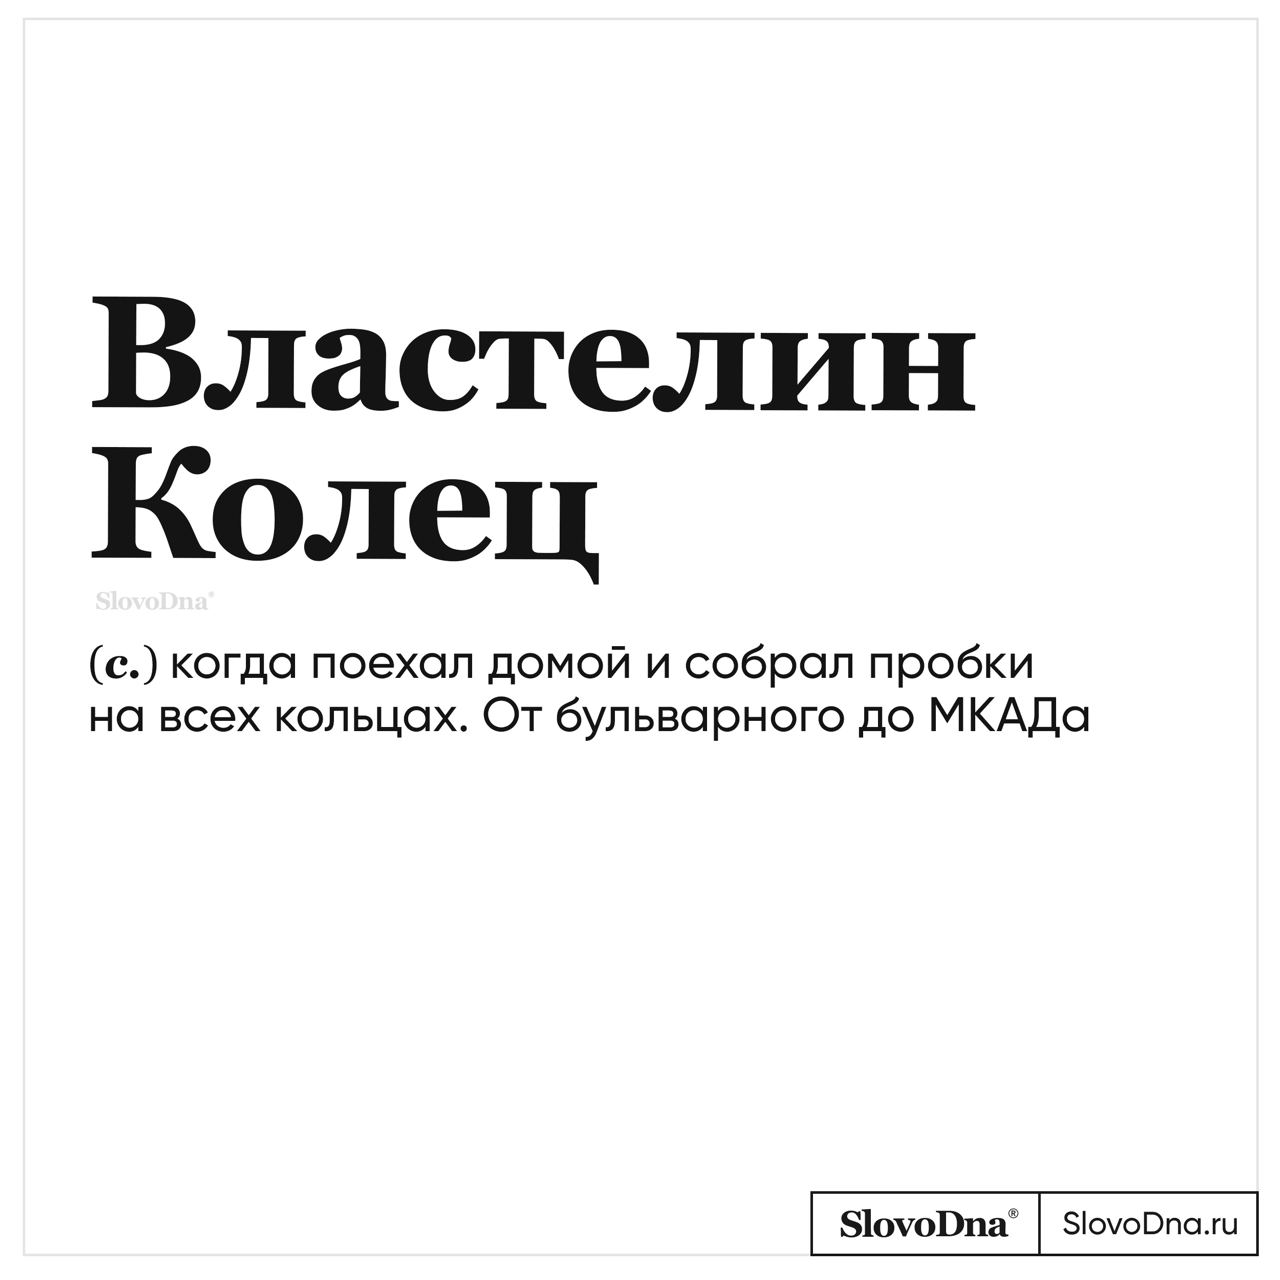 Властелин
Колец
SlovoDna®
(с.) когда поехал домой и собрал пробки
на всех кольцах. От бульварного до МКАДа
SlovoDna® SlovoDna.ru